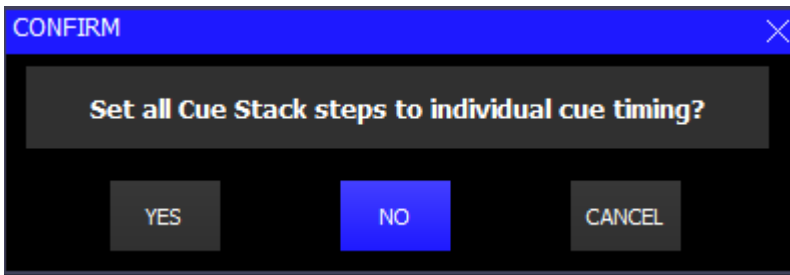 CONFIRM
Set all Cue Stack steps to individual cue timing?
YES NO CANCEL